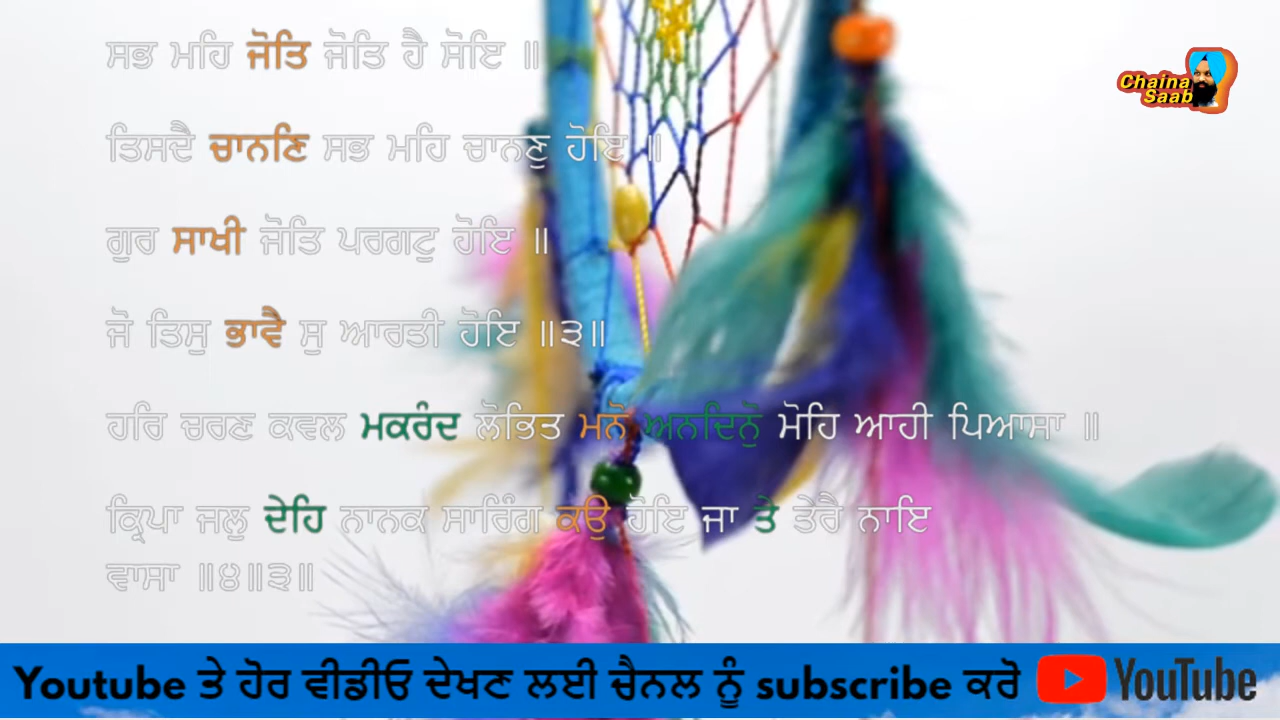 ਸਭ ਮਹਿ ਜੋਤਿ ਜੋਤਿ ਹੈ ਸੋਇ ॥
Chaina
Saab
ਤਿਸਦੈ ਚਾਨਣਿ ਸਭ ਮਹਿ ਚਾਨਣੁ ਹੋਇ ॥
ਗੁਰ ਸਾਖੀ ਜੋਤਿ ਪਰਗਟੁ ਹੋਇ ॥
ਜੋ ਤਿਸੁ ਭਾਵੈ ਸੁ ਆਰਤੀ ਹੋਇ ॥੩॥
ਹਰਿ ਚਰਣ ਕਵਲ ਮਕਰੰਦ ਲੋਭਿਤ ਮਨੋ ਅਨਦਿਨੋੁ ਮੋਹਿ ਆਹੀ ਪਿਆਸਾ ॥
ਕ੍ਰਿਪਾ ਜਲੁ ਦੇਹਿ ਨਾਨਕ ਸਾਰਿੰਗ ਕਉ ਹੋਇ ਜਾ ਤੇ ਤੇਰੈ ਨਾਇ
ਵਾਸਾ ॥੪॥੩॥
Youtube ਤੇ ਹੋਰ ਵੀਡੀਓ ਦੇਖਣ ਲਈ ਚੈਨਲ ਨੂੰ subscribe ਕਰੋ YouTube